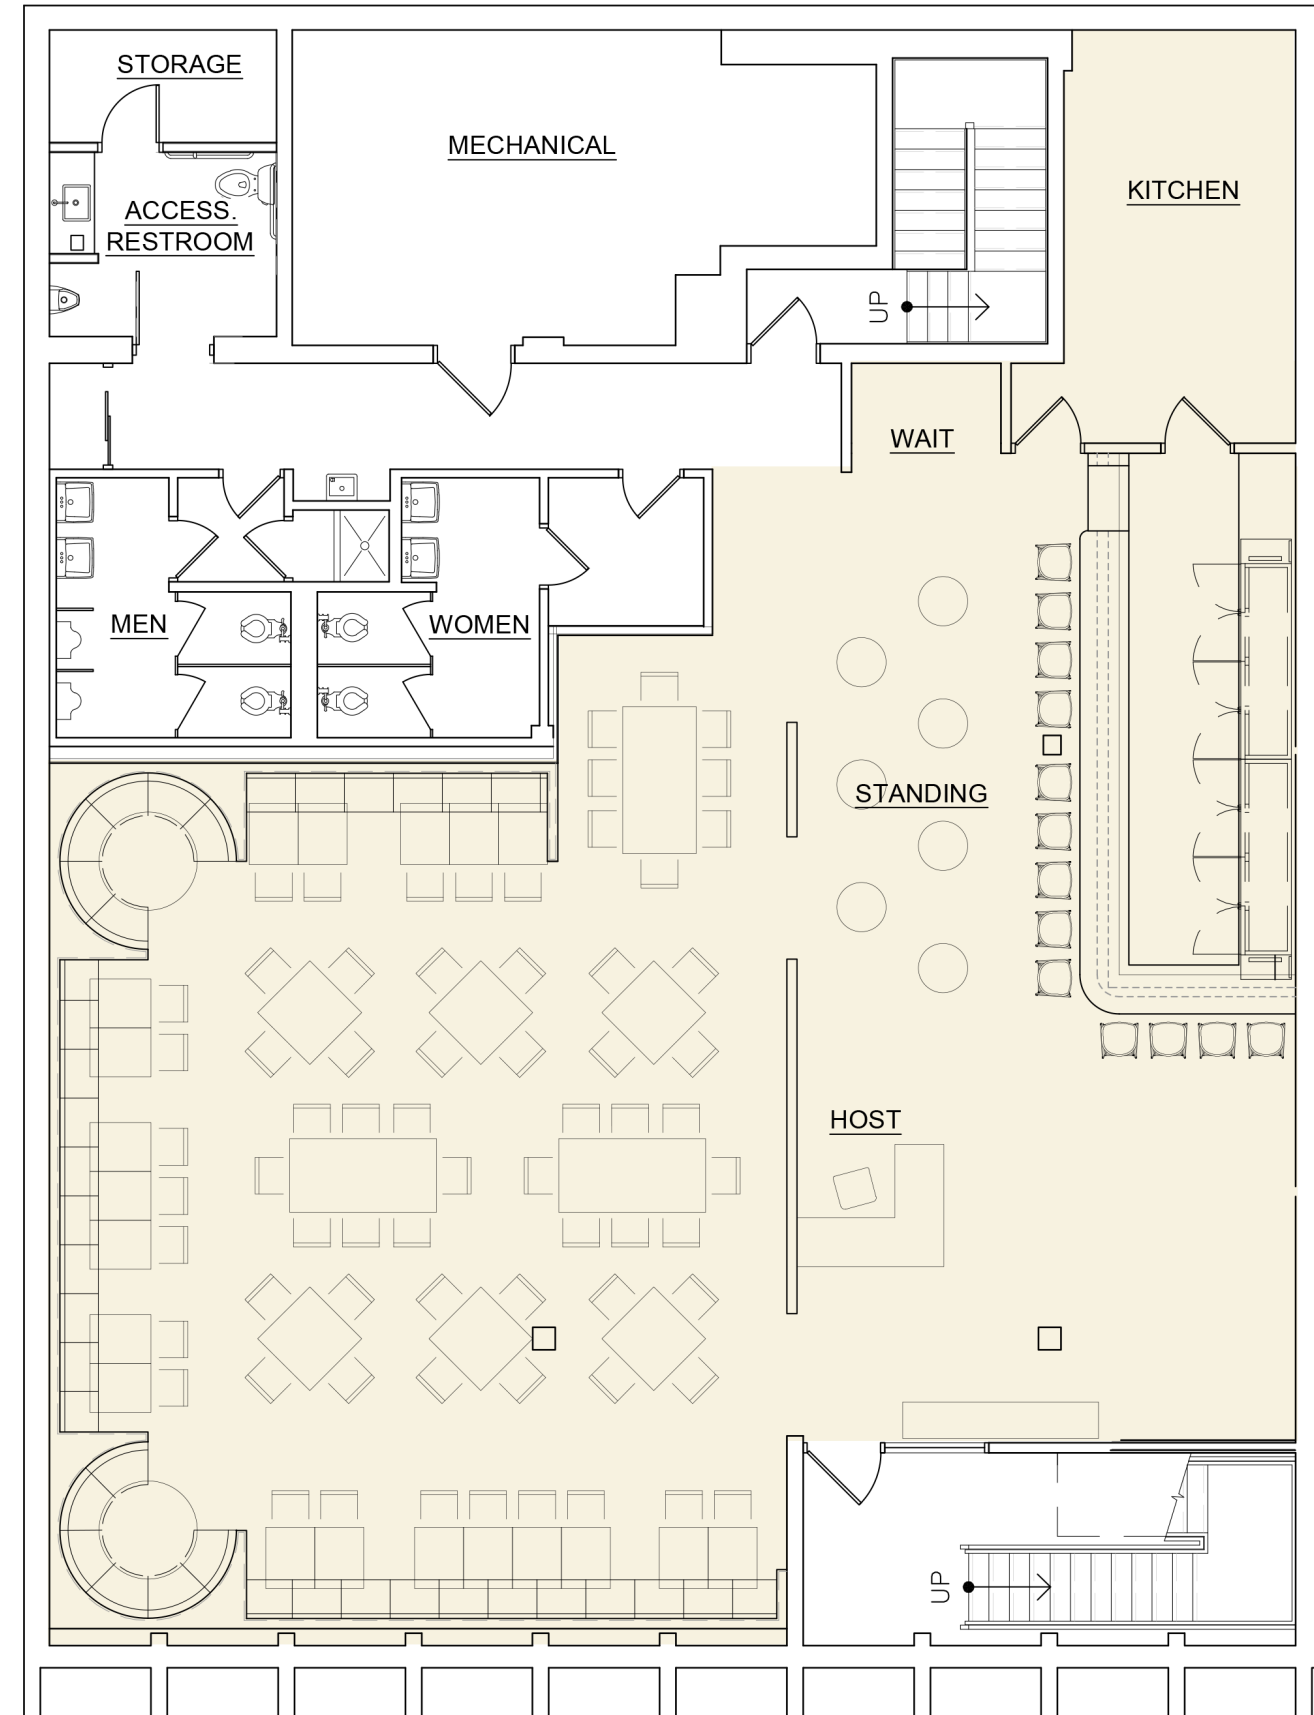 STORAGE
MECHANICAL
KITCHEN
ACCESS.
RESTROOM
UP
WAIT
MEN
WOMEN
STANDING
HOST
UP